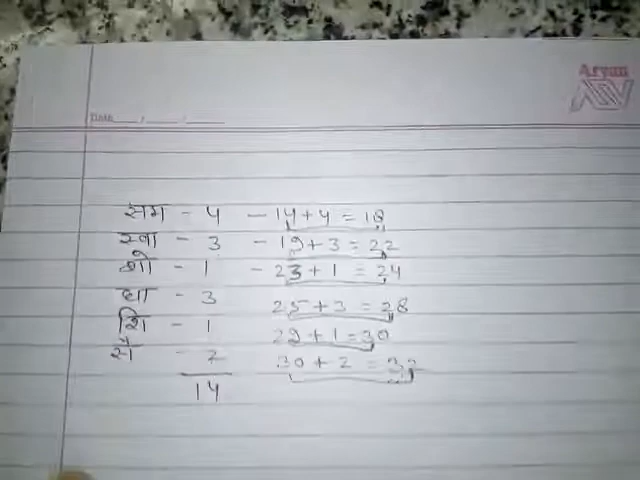 Aryan
DATE
सम - 4 - 14+4 = 18
स्वा - 3 - 19+3 = 22
शो - 1 - 23+1 = 24
धा - 3 25+3 = 28
शि - 1 29+1=30
सै - 2 30+2 = 32
14